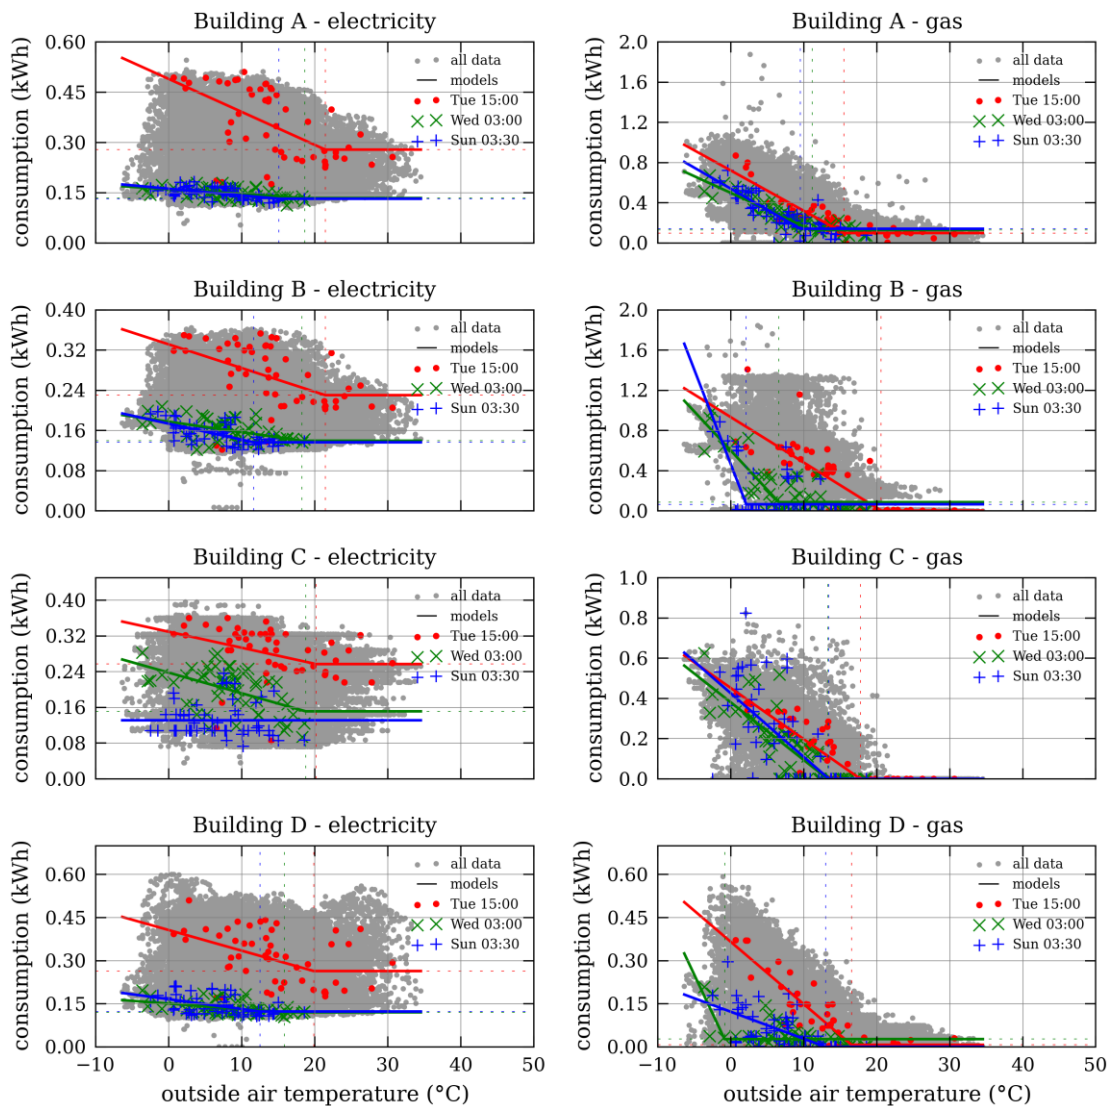 Building A - electricity
consumption (kWh)
0.60
0.45
0.30
0.15
0.00
all data
models
Tue 15:00
Wed 03:00
Sun 03:30
Building A - gas
consumption (kWh)
2.0
1.6
1.2
0.8
0.4
0.0
all data
models
Tue 15:00
Wed 03:00
Sun 03:30
Building B - electricity
consumption (kWh)
0.40
0.32
0.24
0.16
0.08
0.00
all data
models
Tue 15:00
Wed 03:00
Sun 03:30
Building B - gas
consumption (kWh)
2.0
1.6
1.2
0.8
0.4
0.0
all data
models
Tue 15:00
Wed 03:00
Sun 03:30
Building C - electricity
consumption (kWh)
0.40
0.32
0.24
0.16
0.08
0.00
all data
models
Tue 15:00
Wed 03:00
Sun 03:30
Building C - gas
consumption (kWh)
1.0
0.8
0.6
0.4
0.2
0.0
all data
models
Tue 15:00
Wed 03:00
Sun 03:30
Building D - electricity
consumption (kWh)
0.60
0.45
0.30
0.15
0.00
all data
models
Tue 15:00
Wed 03:00
Sun 03:30
−10 0 10 20 30 40 50
outside air temperature (°C)
Building D - gas
consumption (kWh)
0.60
0.45
0.30
0.15
0.00
all data
models
Tue 15:00
Wed 03:00
Sun 03:30
−10 0 10 20 30 40 50
outside air temperature (°C)